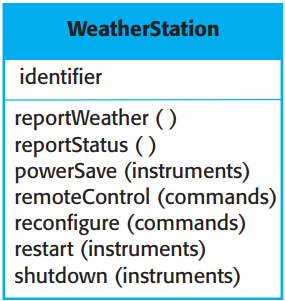 WeatherStation
identifier
reportWeather ( )
reportStatus ( )
powerSave (instruments)
remoteControl (commands)
reconfigure (commands)
restart (instruments)
shutdown (instruments)